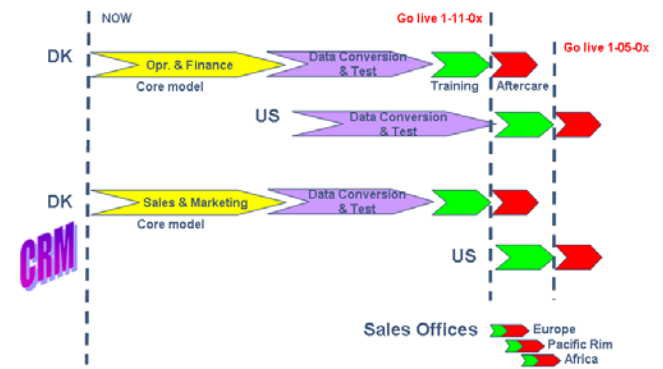 NOW
Go live 1-11-0x
Go live 1-05-0x
DK
Opr. & Finance
Data Conversion
& Test
Core model
Training
Aftercare
US
Data Conversion
& Test
DK
Sales & Marketing
Data Conversion
& Test
Core model
CRM
US
Sales Offices
Europe
Pacific Rim
Africa